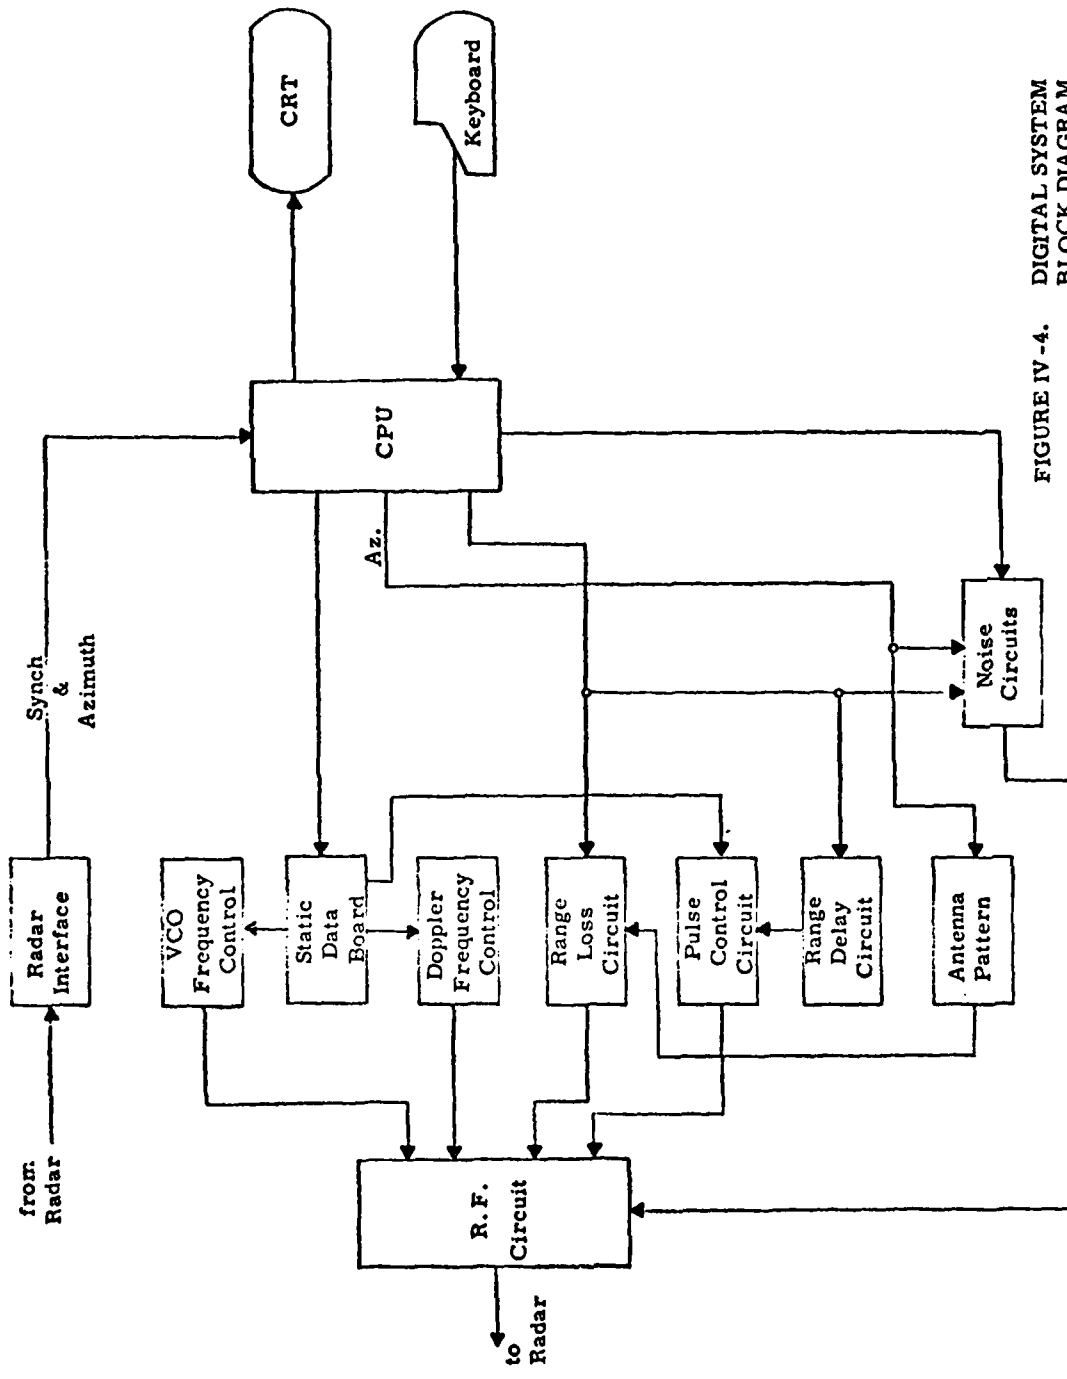 from
Radar
Radar
Interface
Synch
&
Azimuth
CRT
Keyboard
CPU
Az.
VCO
Frequency
Control
Static
Data
Board
Doppler
Frequency
Control
Range
Loss
Circuit
Pulse
Control
Circuit
Range
Delay
Circuit
Antenna
Pattern
Noise
Circuits
R.F.
Circuit
to
Radar
FIGURE IV-4. DIGITAL SYSTEM
BLOCK DIAGRAM